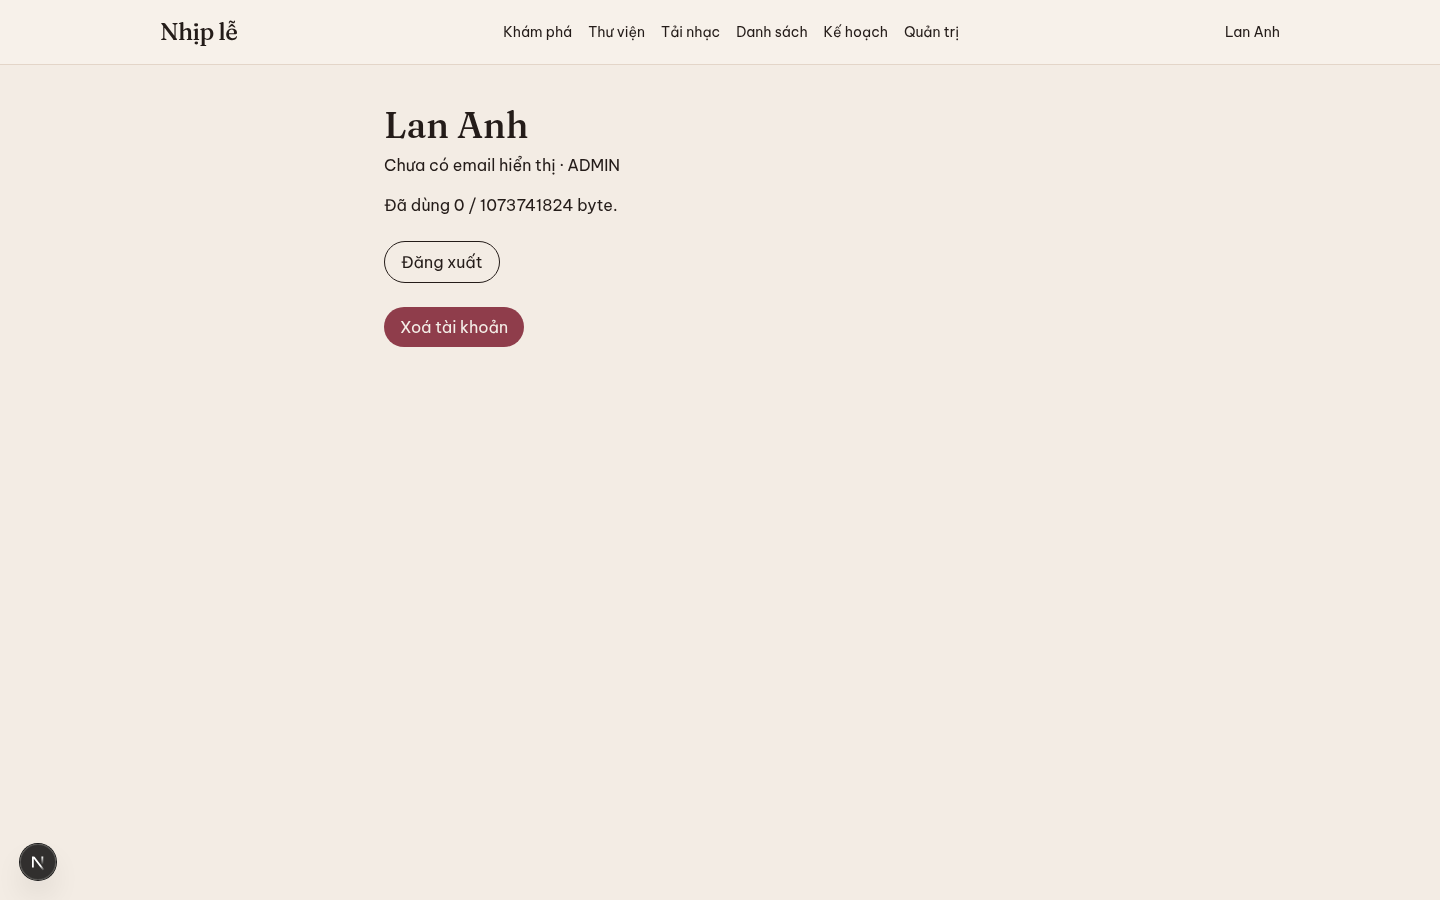 Nhịp lễ
Khám phá Thư viện Tải nhạc Danh sách Kế hoạch Quản trị
Lan Anh
Lan Anh
Chưa có email hiển thị · ADMIN
Đã dùng 0 / 1073741824 byte.
Đăng xuất
Xoá tài khoản
N